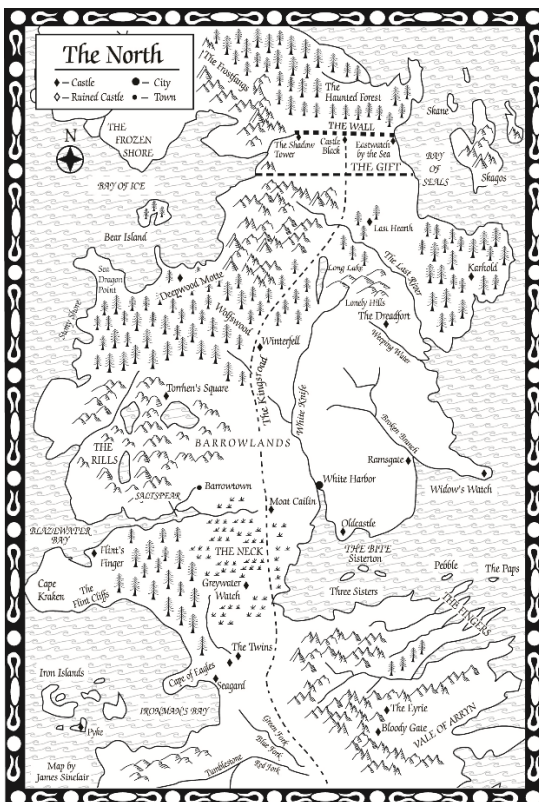 The North
– Castle
– City
– Ruined Castle
– Town
N
The Frostfangs
The Haunted Forest
Skane
THE FROZEN SHORE
THE WALL
The Shadow Tower
Castle Black
Eastwatch by the Sea
THE GIFT
BAY OF ICE
BAY OF SEALS
Skagos
Bear Island
Last Hearth
Sea Dragon Point
Deepwood Motte
Long Lake
The Last River
Karhold
Lonely Hills
Stony Shore
Wolfswood
The Dreadfort
Winterfell
Weeping Water
Torrhen's Square
The Kingsroad
White Knife
THE RILLS
BARROWLANDS
Broken Branch
Ramsgate
Barrowtown
White Harbor
Widow's Watch
SALTSPEAR
Moat Cailin
BLAZEWATER BAY
Oldcastle
Flint's Finger
THE NECK
THE BITE
Sisterton
Pebble
The Paps
Cape Kraken
The Flint Cliffs
Greywater Watch
Three Sisters
THE FINGERS
The Twins
Iron Islands
Cape of Eagles
Seagard
The Eyrie
IRONMAN'S BAY
Bloody Gate
VALE OF ARRYN
Pyke
Green Fork
Blue Fork
Tumblestone
Red Fork
Map by
James Sinclair